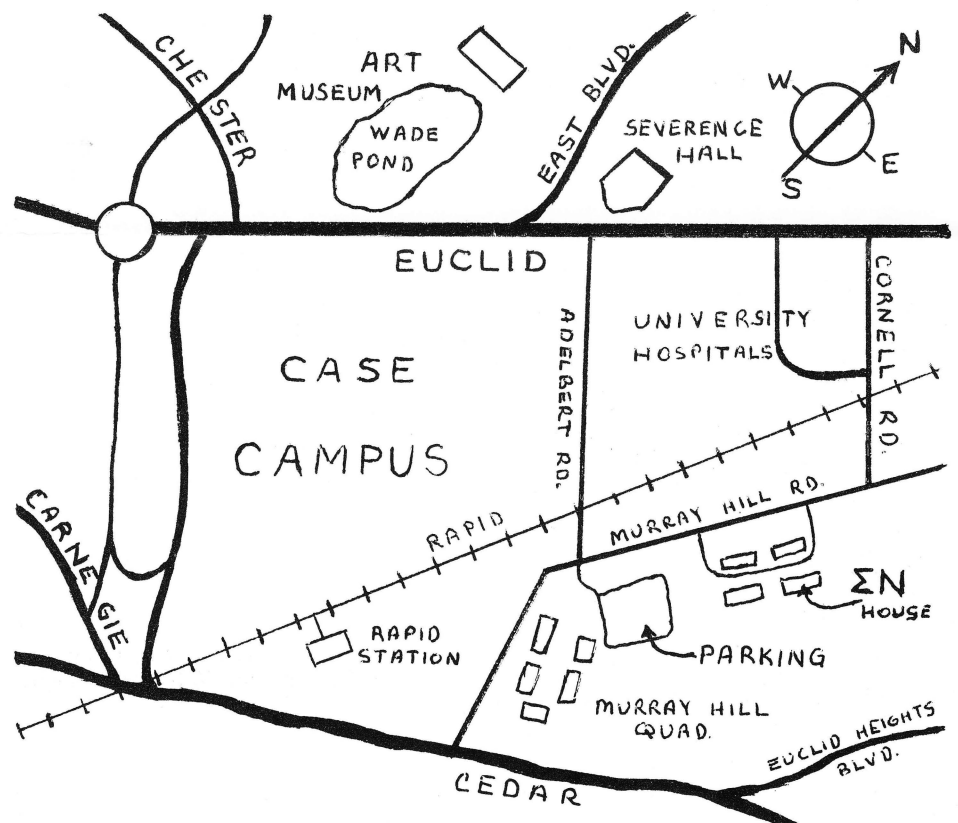 CHESTER
ART
MUSEUM
WADE
POND
EAST BLVD.
SEVERENCE
HALL
N
W
E
S
EUCLID
CASE
CAMPUS
ADELBERT RD.
UNIVERSITY
HOSPITALS
CORNELL RD.
CARNEGIE
RAPID
MURRAY HILL RD.
ΣN
HOUSE
RAPID
STATION
PARKING
MURRAY HILL
QUAD.
EUCLID HEIGHTS
BLVD.
CEDAR